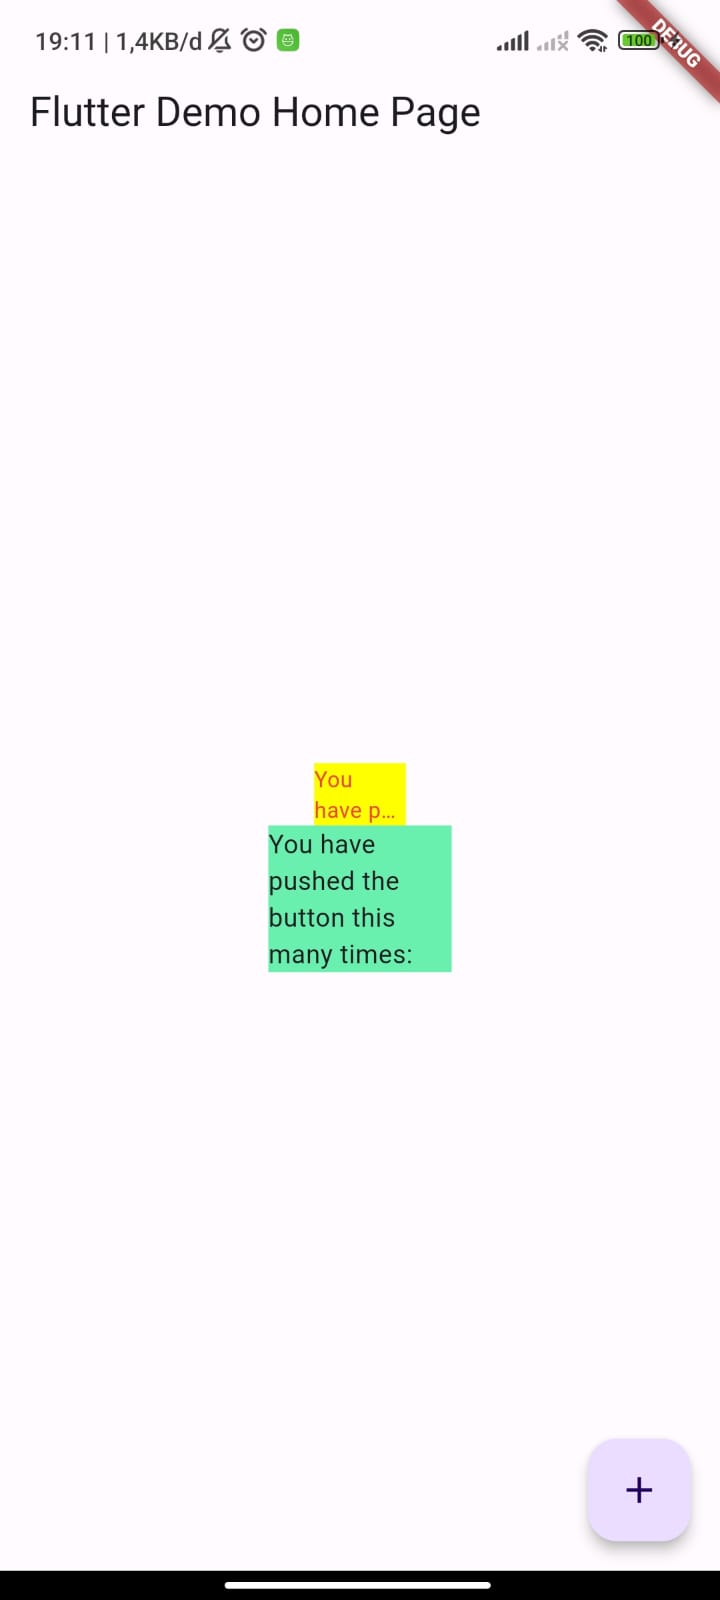 19:11 | 1,4KB/d
100
DEBUG
Flutter Demo Home Page
You
have p...
You have
pushed the
button this
many times:
+